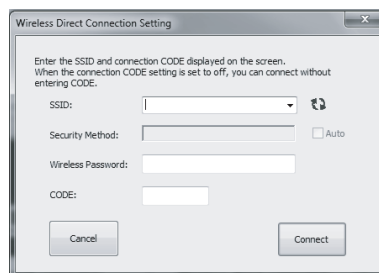 Wireless Direct Connection Setting
Enter the SSID and connection CODE displayed on the screen.
When the connection CODE setting is set to off, you can connect without
entering CODE.
SSID:
Security Method:
Auto
Wireless Password:
CODE:
Cancel
Connect